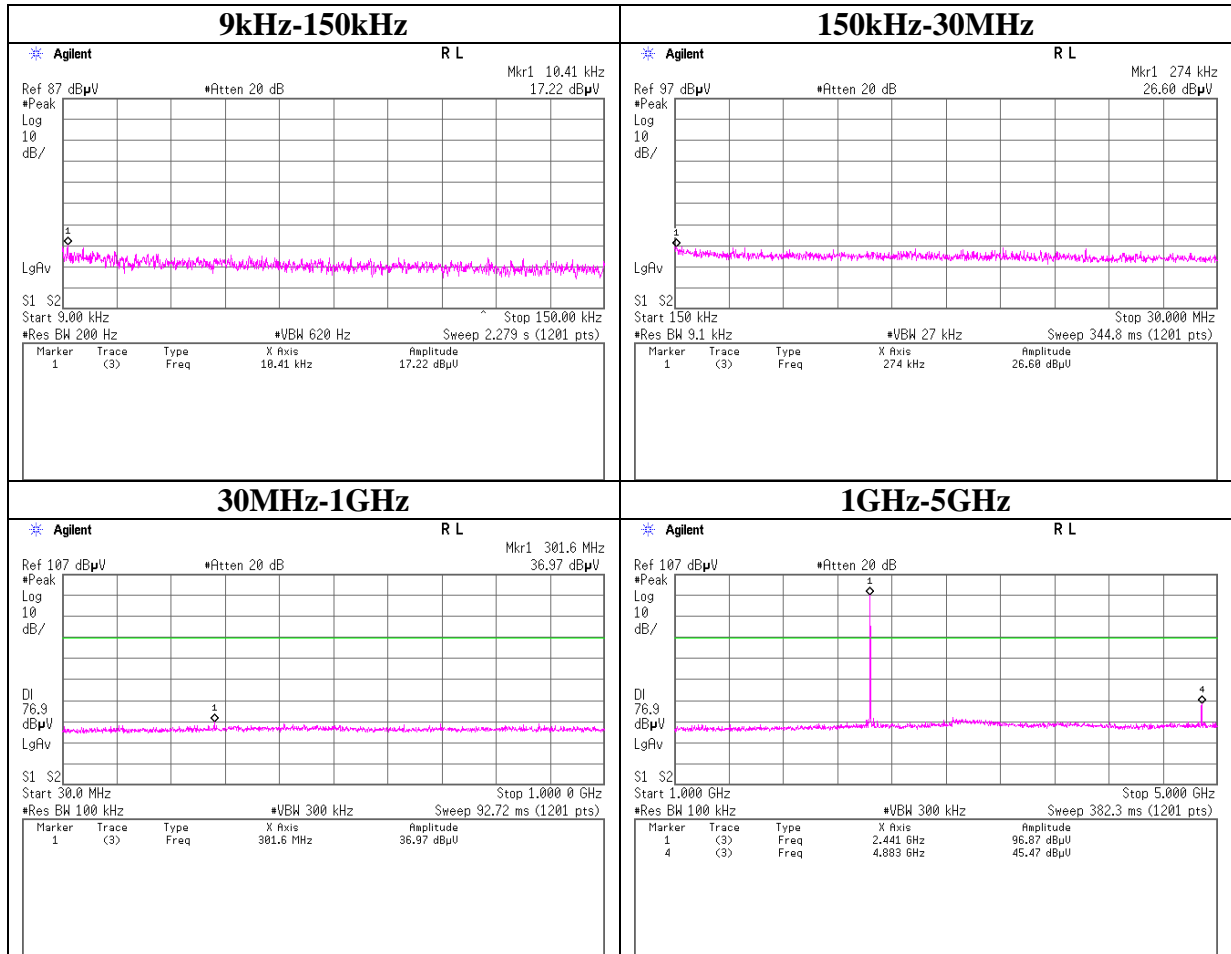 9kHz-150kHz
Agilent R L
Mkr1 10.41 kHz
Ref 87 dBµV #Atten 20 dB 17.22 dBµV
#Peak
Log
10
dB/
1
LgAv
S1 S2
Start 9.00 kHz ^ Stop 150.00 kHz
#Res BW 200 Hz #VBW 620 Hz Sweep 2.279 s (1201 pts)
Marker Trace Type X Axis Amplitude
1 (3) Freq 10.41 kHz 17.22 dBµV
150kHz-30MHz
Agilent R L
Mkr1 274 kHz
Ref 97 dBµV #Atten 20 dB 26.60 dBµV
#Peak
Log
10
dB/
1
LgAv
S1 S2
Start 150 kHz Stop 30.000 MHz
#Res BW 9.1 kHz #VBW 27 kHz Sweep 344.8 ms (1201 pts)
Marker Trace Type X Axis Amplitude
1 (3) Freq 274 kHz 26.60 dBµV
30MHz-1GHz
Agilent R L
Mkr1 301.6 MHz
Ref 107 dBµV #Atten 20 dB 36.97 dBµV
#Peak
Log
10
dB/
DI
1
76.9
dBµV
LgAv
S1 S2
Start 30.0 MHz Stop 1.000 0 GHz
#Res BW 100 kHz #VBW 300 kHz Sweep 92.72 ms (1201 pts)
Marker Trace Type X Axis Amplitude
1 (3) Freq 301.6 MHz 36.97 dBµV
1GHz-5GHz
Agilent R L
Ref 107 dBµV #Atten 20 dB
#Peak
1
Log
10
dB/
DI
4
76.9
dBµV
LgAv
S1 S2
Start 1.000 GHz Stop 5.000 GHz
#Res BW 100 kHz #VBW 300 kHz Sweep 382.3 ms (1201 pts)
Marker Trace Type X Axis Amplitude
1 (3) Freq 2.441 GHz 96.87 dBµV
4 (3) Freq 4.883 GHz 45.47 dBµV